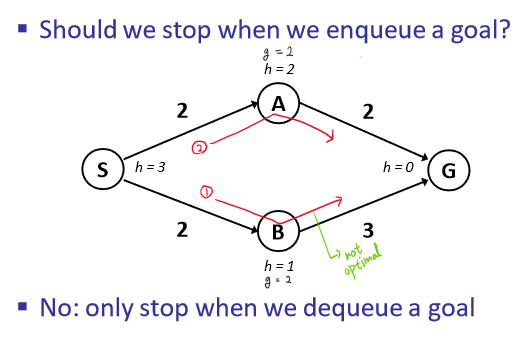 ▪ Should we stop when we enqueue a goal?
g = 2
h = 2
A
2
2
②
S
h = 3
h = 0
G
①
2
B
3
↳ not optimal
h = 1
g = 2
▪ No: only stop when we dequeue a goal